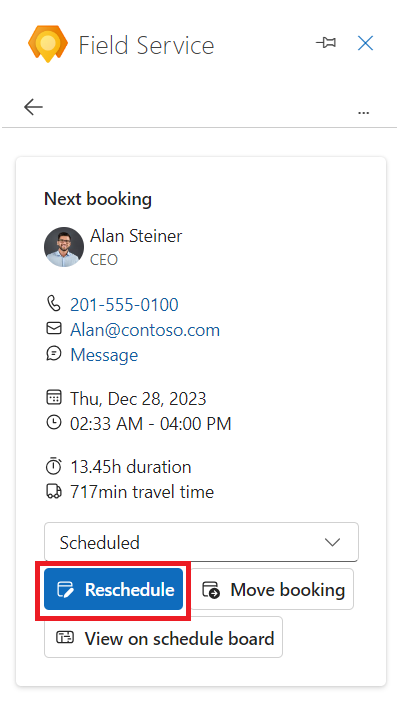 Field Service
...
Next booking
Alan Steiner
CEO
201-555-0100
Alan@contoso.com
Message
Thu, Dec 28, 2023
02:33 AM - 04:00 PM
13.45h duration
717min travel time
Scheduled
Reschedule
Move booking
View on schedule board